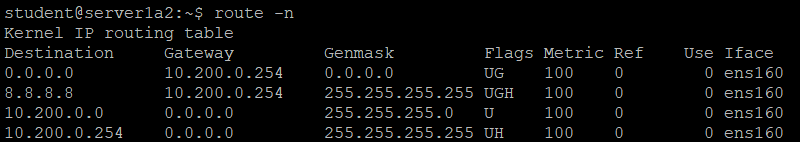 student@server1a2:~$ route -n
Kernel IP routing table
Destination     Gateway         Genmask         Flags Metric Ref    Use Iface
0.0.0.0         10.200.0.254    0.0.0.0         UG    100    0        0 ens160
8.8.8.8         10.200.0.254    255.255.255.255 UGH   100    0        0 ens160
10.200.0.0      0.0.0.0         255.255.255.0   U     100    0        0 ens160
10.200.0.254    0.0.0.0         255.255.255.255 UH    100    0        0 ens160